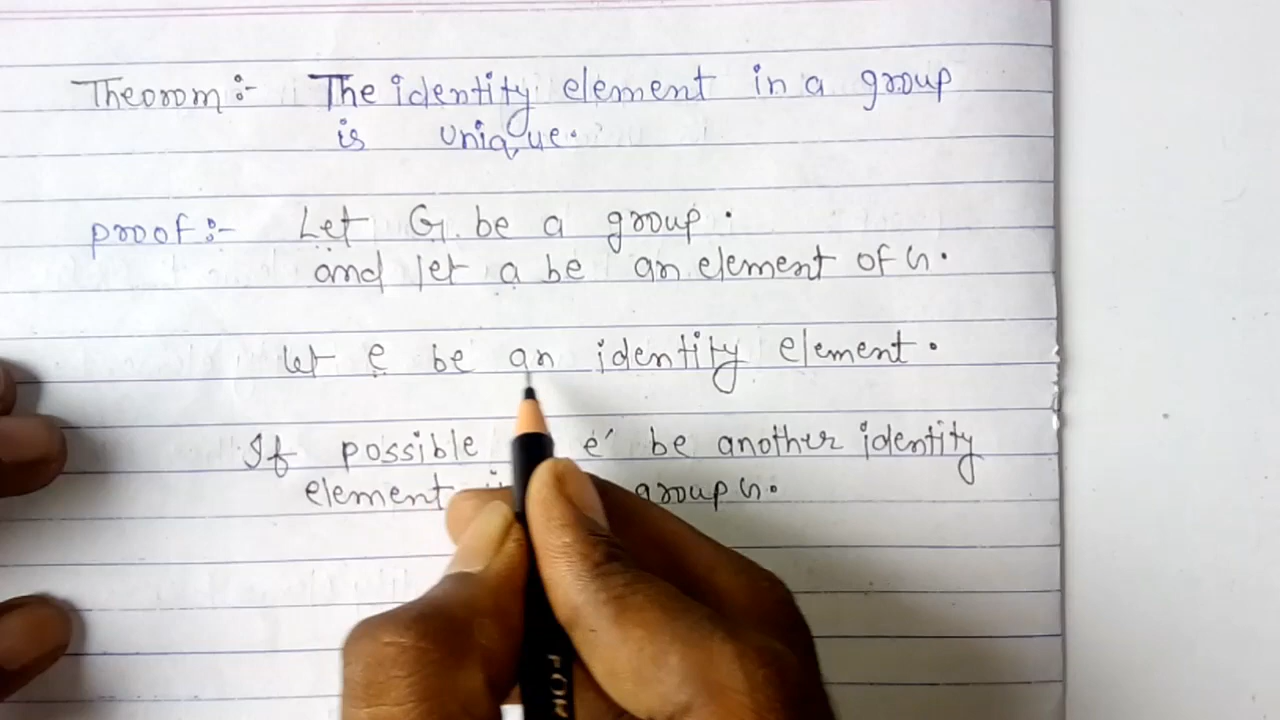 Theorom:- The identity element in a group
is unique.
proof:- Let G be a group.
and let a be an element of G.
let e be an identity element.
If possible e' be another identity
element group G.